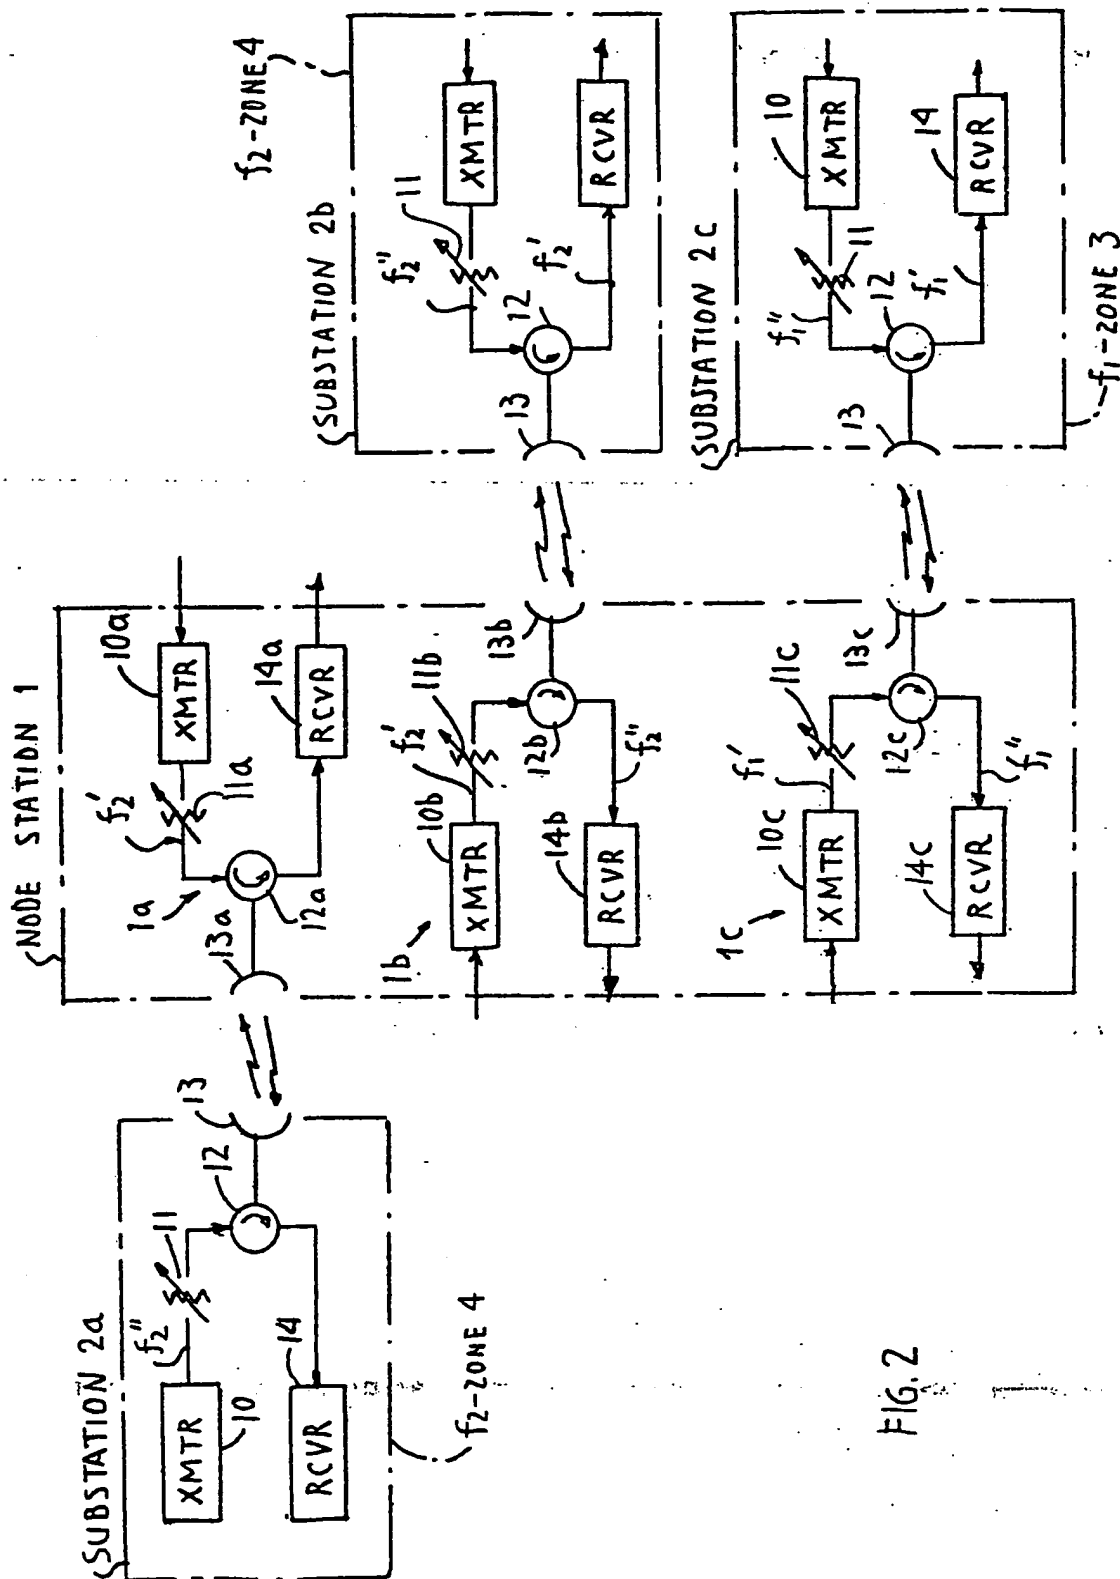 SUBSTATION 2a
XMTR
10
f2"
11
12
13
RCVR
14
f2-ZONE 4
NODE STATION 1
1a
13a
12a
f2'
11a
XMTR
10a
RCVR
14a
1b
XMTR
10b
f2'
11b
12b
13b
RCVR
14b
f2"
1c
XMTR
10c
f1'
11c
12c
13c
RCVR
14c
f1"
SUBSTATION 2b
f2-ZONE 4
13
12
f2"
11
XMTR
f2'
RCVR
SUBSTATION 2c
13
12
f1"
11
XMTR
10
f1'
RCVR
14
f1-ZONE 3
FIG. 2